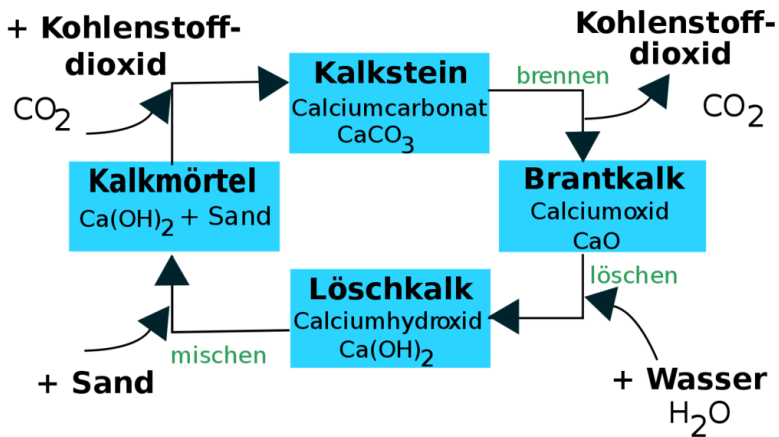 + Kohlenstoff-
dioxid
CO2
Kalkstein
Calciumcarbonat
CaCO3
brennen
Kohlenstoff-
dioxid
CO2
Kalkmörtel
Ca(OH)2 + Sand
Brantkalk
Calciumoxid
CaO
Löschkalk
Calciumhydroxid
Ca(OH)2
löschen
mischen
+ Sand
+ Wasser
H2O